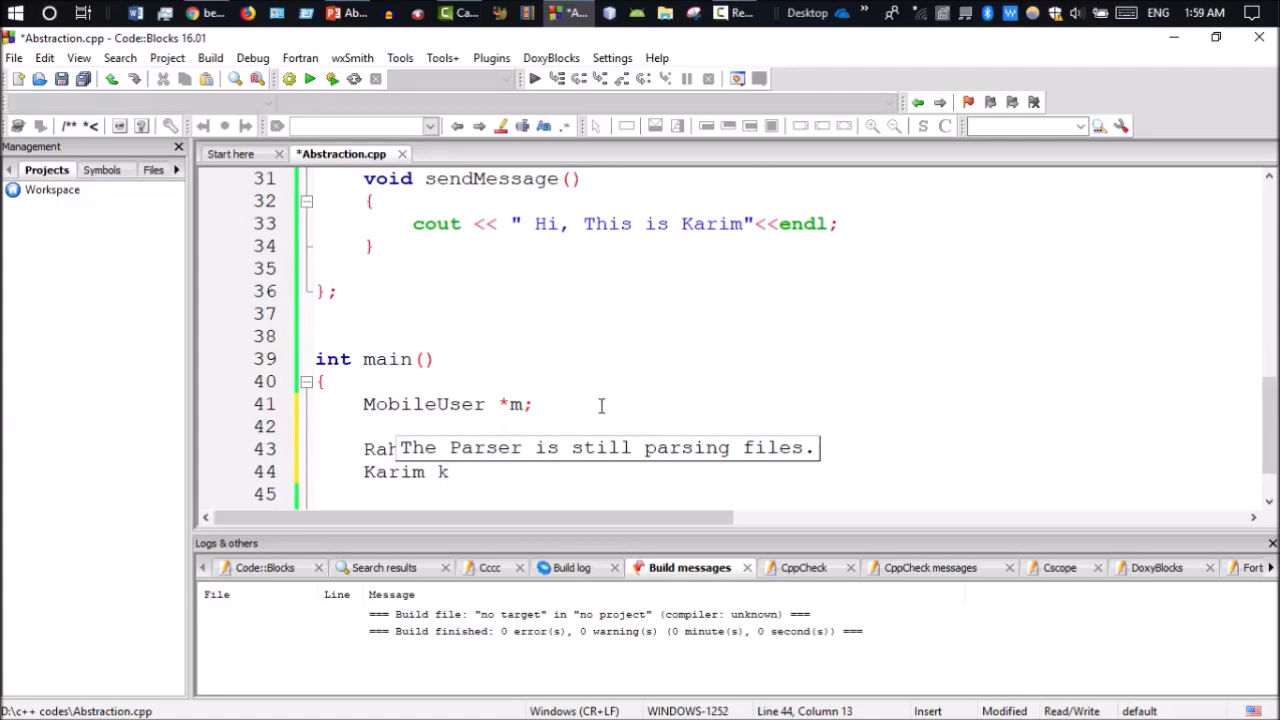 be
Ab
Ca
*A
Re
Desktop
ENG
1:59 AM
*Abstraction.cpp - Code::Blocks 16.01
File Edit View Search Project Build Debug Fortran wxSmith Tools Tools+ Plugins DoxyBlocks Settings Help
/** *<
S C
Management
Start here
*Abstraction.cpp
Projects Symbols Files
Workspace
31 void sendMessage()
32 {
33 cout << " Hi, This is Karim"<<endl;
34 }
35
36 };
37
38
39 int main()
40 {
41 MobileUser *m;
42
43 Rah
The Parser is still parsing files.
44 Karim k
45
Logs & others
Code::Blocks Search results Cccc Build log Build messages CppCheck CppCheck messages Cscope DoxyBlocks Fort
File Line Message
=== Build file: "no target" in "no project" (compiler: unknown) ===
=== Build finished: 0 error(s), 0 warning(s) (0 minute(s), 0 second(s)) ===
D:\c++ codes\Abstraction.cpp Windows (CR+LF) WINDOWS-1252 Line 44, Column 13 Insert Modified Read/Write default